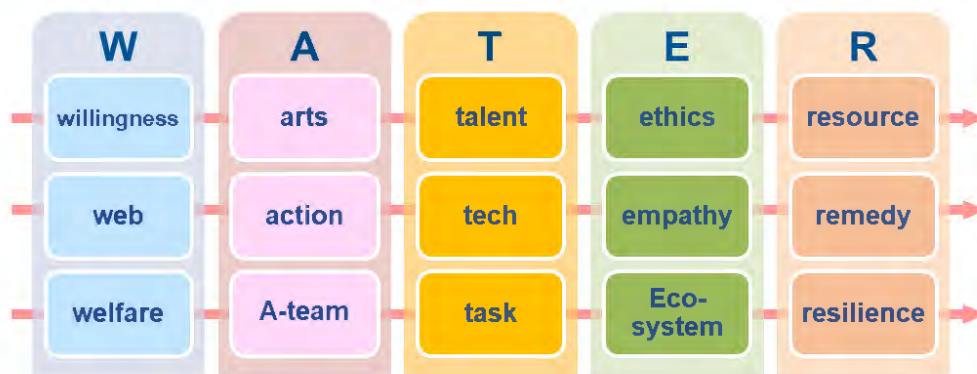 W A T E R
willingness arts talent ethics resource
web action tech empathy remedy
welfare A-team task Eco-
system resilience